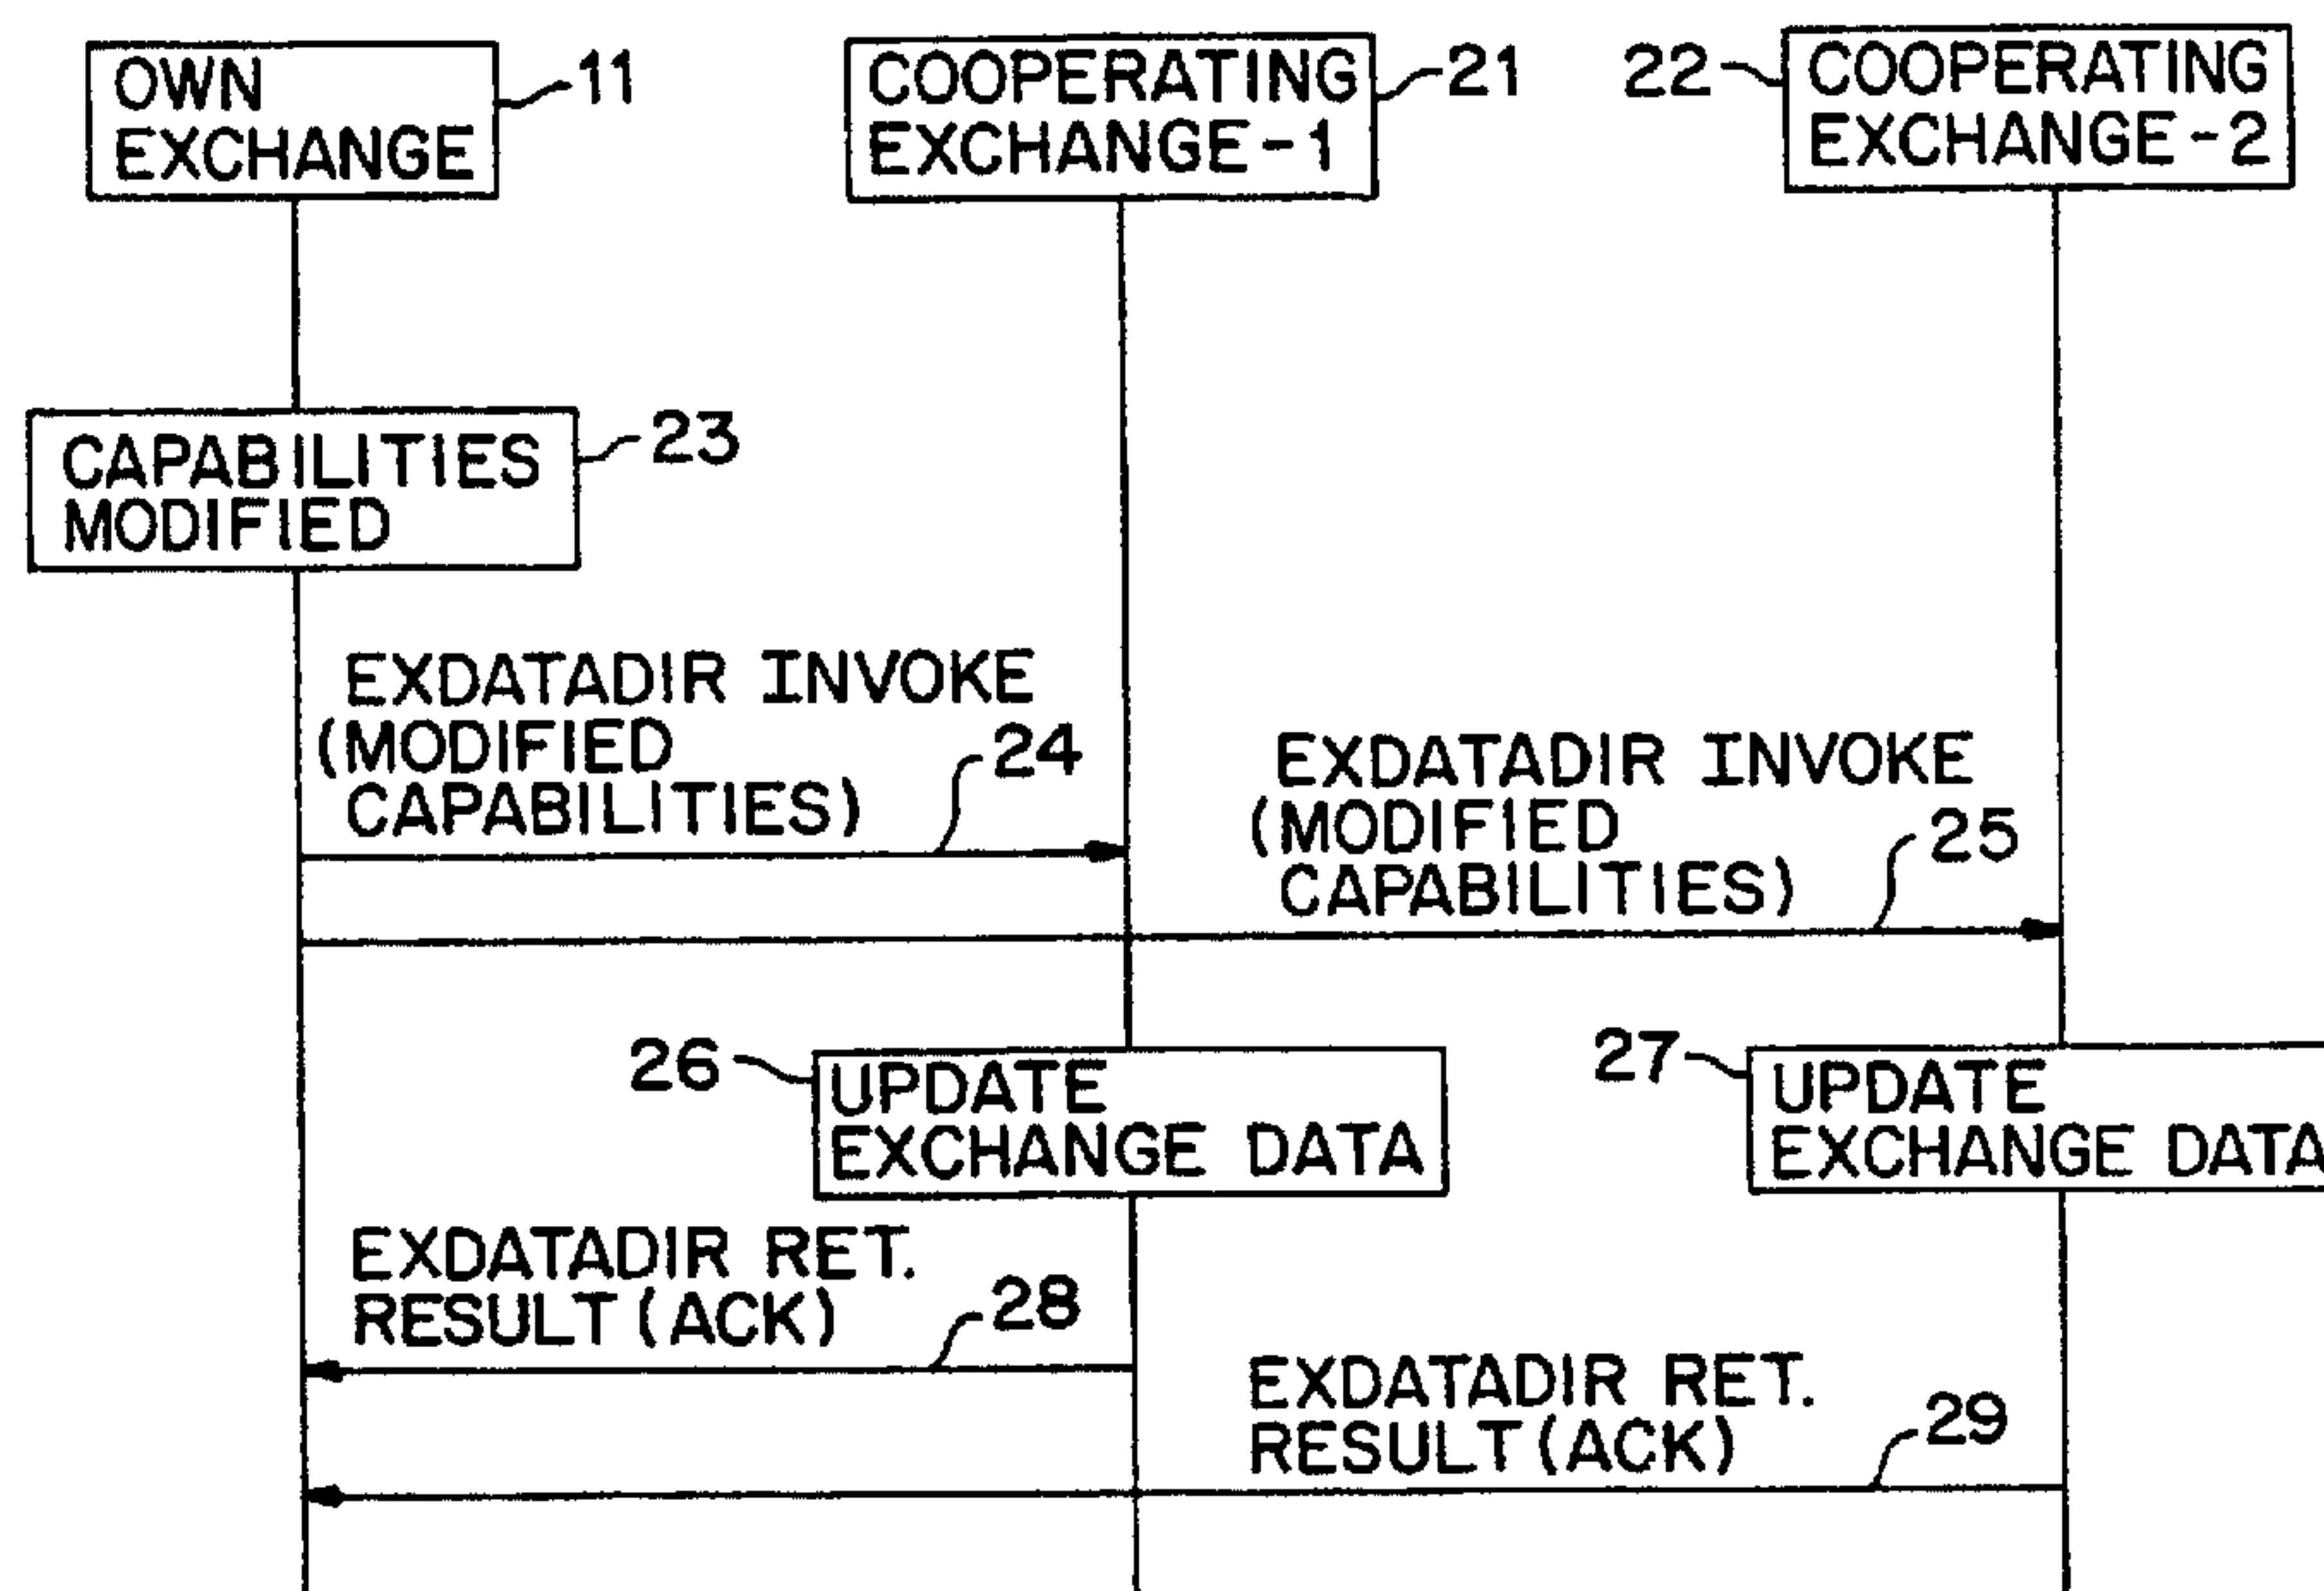 OWN
EXCHANGE
11
COOPERATING
EXCHANGE-1
21
22
COOPERATING
EXCHANGE-2
CAPABILITIES
MODIFIED
23
EXDATADIR INVOKE
(MODIFIED
CAPABILITIES)
24
EXDATADIR INVOKE
(MODIFIED
CAPABILITIES)
25
26
UPDATE
EXCHANGE DATA
27
UPDATE
EXCHANGE DATA
EXDATADIR RET.
RESULT (ACK)
28
EXDATADIR RET.
RESULT (ACK)
29